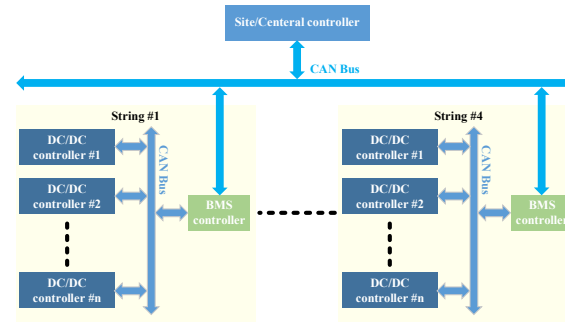 Site/Centeral controller
CAN Bus
String #1
DC/DC
controller #1
DC/DC
controller #2
DC/DC
controller #n
CAN Bus
BMS
controller
String #4
DC/DC
controller #1
DC/DC
controller #2
DC/DC
controller #n
CAN Bus
BMS
controller